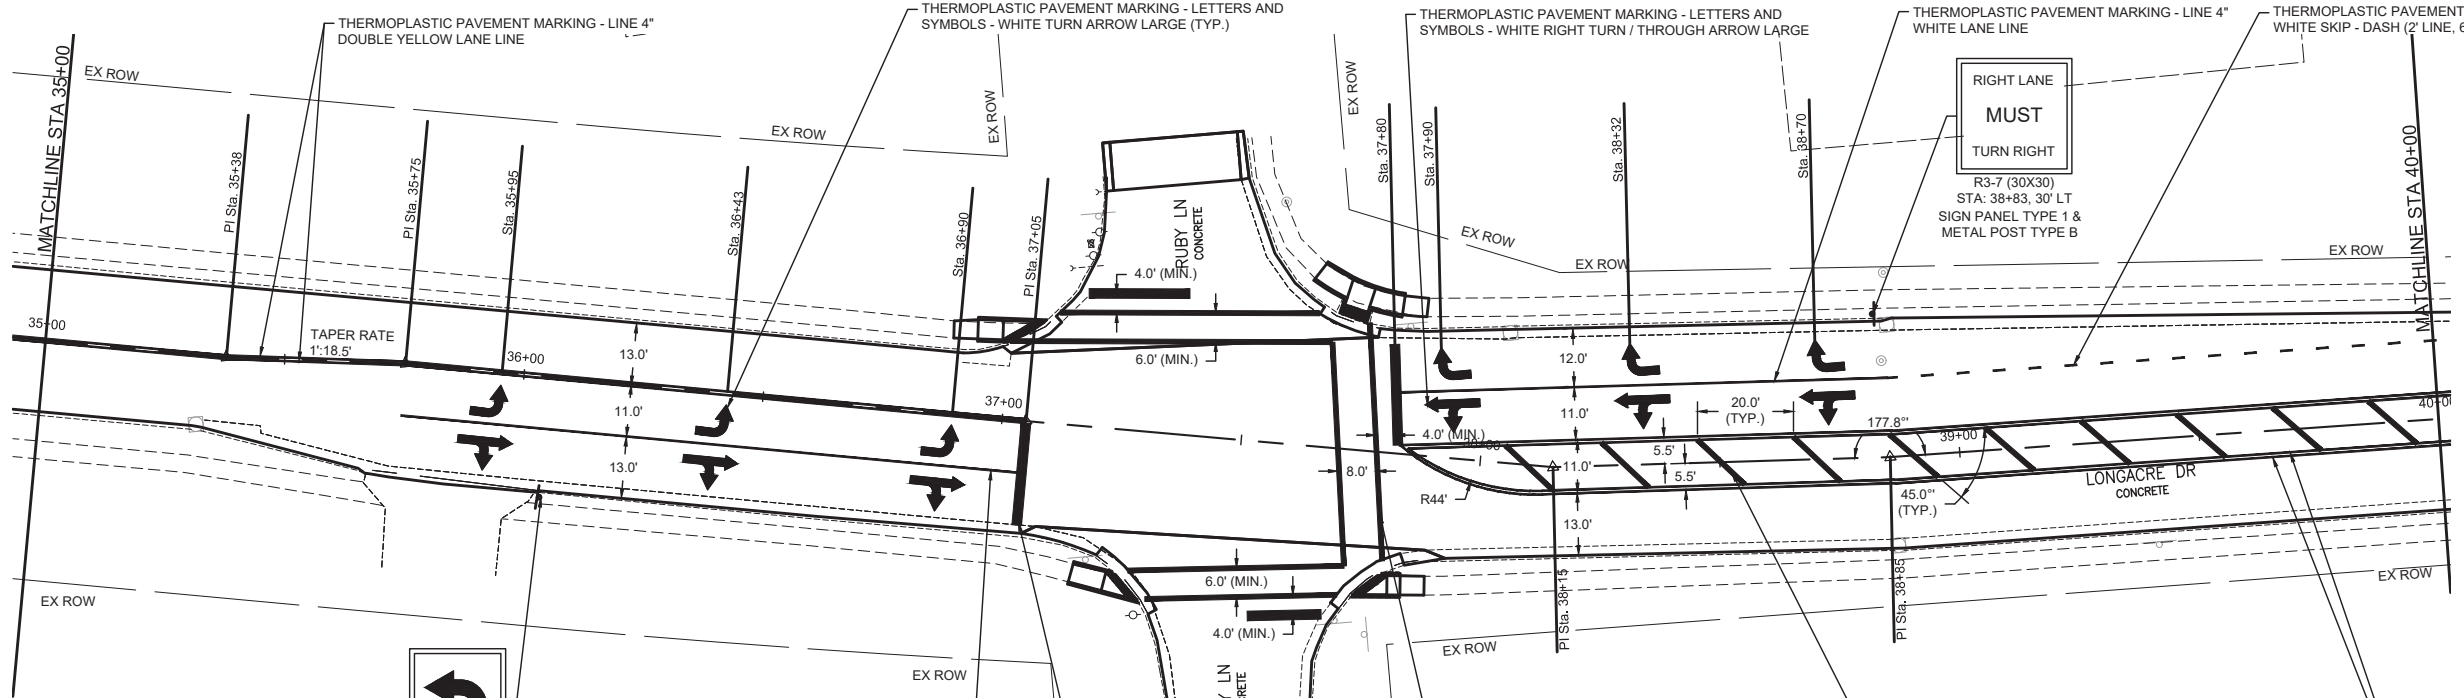 THERMOPLASTIC PAVEMENT MARKING - LINE 4"
DOUBLE YELLOW LANE LINE
THERMOPLASTIC PAVEMENT MARKING - LETTERS AND
SYMBOLS - WHITE TURN ARROW LARGE (TYP.)
THERMOPLASTIC PAVEMENT MARKING - LETTERS AND
SYMBOLS - WHITE RIGHT TURN / THROUGH ARROW LARGE
THERMOPLASTIC PAVEMENT MARKING - LINE 4"
WHITE LANE LINE
THERMOPLASTIC PAVEMENT
WHITE SKIP - DASH (2' LINE, 6
RIGHT LANE
MUST
TURN RIGHT
R3-7 (30X30)
STA: 38+83, 30' LT
SIGN PANEL TYPE 1 &
METAL POST TYPE B
MATCHLINE STA 35+00
EX ROW
PI Sta. 35+38
PI Sta. 35+75
Sta. 35+95
Sta. 36+43
EX ROW
Sta. 36+90
EX ROW
PI Sta. 37+05
RUBY LN
CONCRETE
EX ROW
Sta. 37+80
Sta. 37+90
EX ROW
Sta. 38+32
EX ROW
Sta. 38+70
EX ROW
MATCHLINE STA 40+00
35+00
TAPER RATE
1':18.5'
36+00
13.0'
11.0'
13.0'
37+00
4.0' (MIN.)
6.0' (MIN.)
8.0'
4.0' (MIN.)
12.0'
11.0'
20.0'
(TYP.)
177.8°'
39+00
40+00
11.0'
5.5'
5.5'
R44'
13.0'
45.0°'
(TYP.)
LONGACRE DR
CONCRETE
6.0' (MIN.)
4.0' (MIN.)
PI Sta. 38+15
PI Sta. 38+85
EX ROW
EX ROW
EX ROW
EX ROW
Y LN
RETE